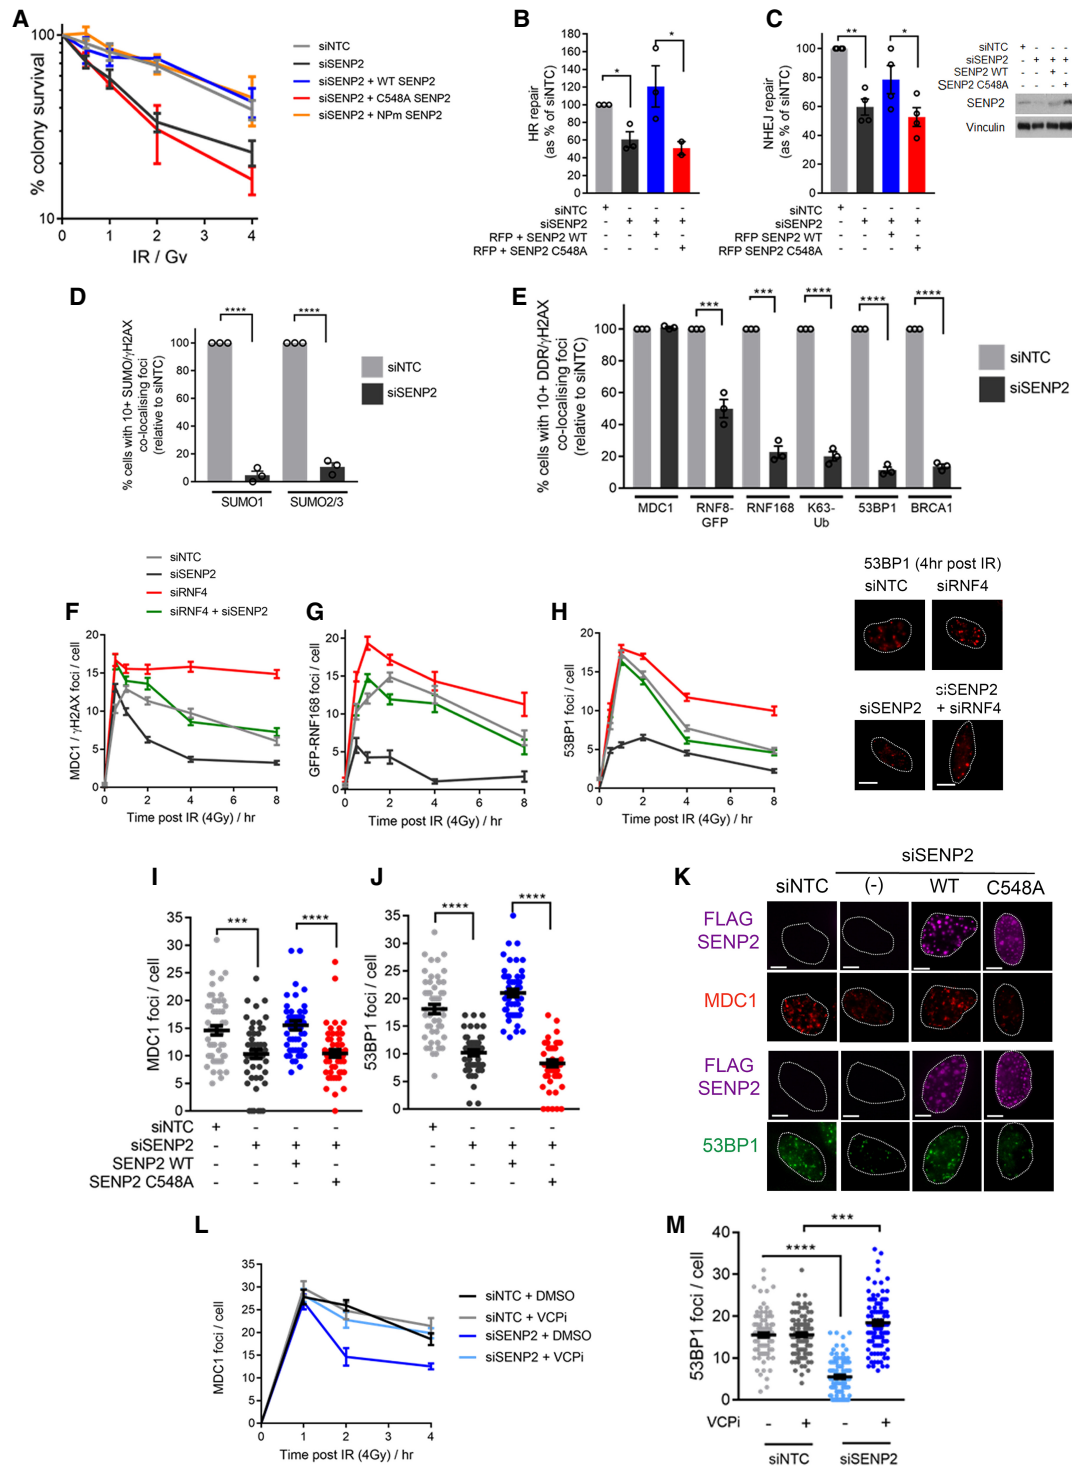 A
100
10
% colony survival
0 1 2 3 4
IR / Gy
siNTC
siSENP2
siSENP2 + WT SENP2
siSENP2 + C548A SENP2
siSENP2 + NPm SENP2
B
180
160
140
120
100
80
60
40
20
0
HR repair
(as % of siNTC)
*
*
siNTC + - - -
siSENP2 - + + +
RFP + SENP2 WT - - + -
RFP + SENP2 C548A - - - +
C
100
80
60
40
20
0
NHEJ repair
(as % of siNTC)
**
*
siNTC + - - -
siSENP2 - + + +
RFP SENP2 WT - - + -
RFP SENP2 C548A - - - +
siNTC + - - -
siSENP2 - + + +
SENP2 WT - - + -
SENP2 C548A - - - +
SENP2
Vinculin
D
100
80
60
40
20
0
% cells with 10+ SUMO/γH2AX
co-localising foci
(relative to siNTC)
****
****
SUMO1 SUMO2/3
siNTC
siSENP2
E
100
80
60
40
20
0
% cells with 10+ DDR/γH2AX
co-localising foci
(relative to siNTC)
***
***
****
****
****
MDC1 RNF8-GFP RNF168 K63-Ub 53BP1 BRCA1
siNTC
siSENP2
siNTC
siSENP2
siRNF4
siRNF4 + siSENP2
F
20
15
10
5
0
MDC1 / γH2AX foci / cell
0 2 4 6 8
Time post IR (4Gy) / hr
G
20
15
10
5
0
GFP-RNF168 foci / cell
0 2 4 6 8
Time post IR (4Gy) / hr
H
20
15
10
5
0
53BP1 foci / cell
0 2 4 6 8
Time post IR (4Gy) / hr
53BP1 (4hr post IR)
siNTC siRNF4
siSENP2 siSENP2
+ siRNF4
I
35
30
25
20
15
10
5
0
MDC1 foci / cell
***
****
siNTC + - - -
siSENP2 - + + +
SENP2 WT - - + -
SENP2 C548A - - - +
J
35
30
25
20
15
10
5
0
53BP1 foci / cell
****
****
+ - - -
- + + +
- - + -
- - - +
K
siSENP2
siNTC (-) WT C548A
FLAG
SENP2
MDC1
FLAG
SENP2
53BP1
L
35
30
25
20
15
10
5
0
MDC1 foci / cell
0 1 2 3 4
Time post IR (4Gy) / hr
siNTC + DMSO
siNTC + VCPi
siSENP2 + DMSO
siSENP2 + VCPi
M
40
30
20
10
0
53BP1 foci / cell
***
****
VCPi - + - +
siNTC siSENP2